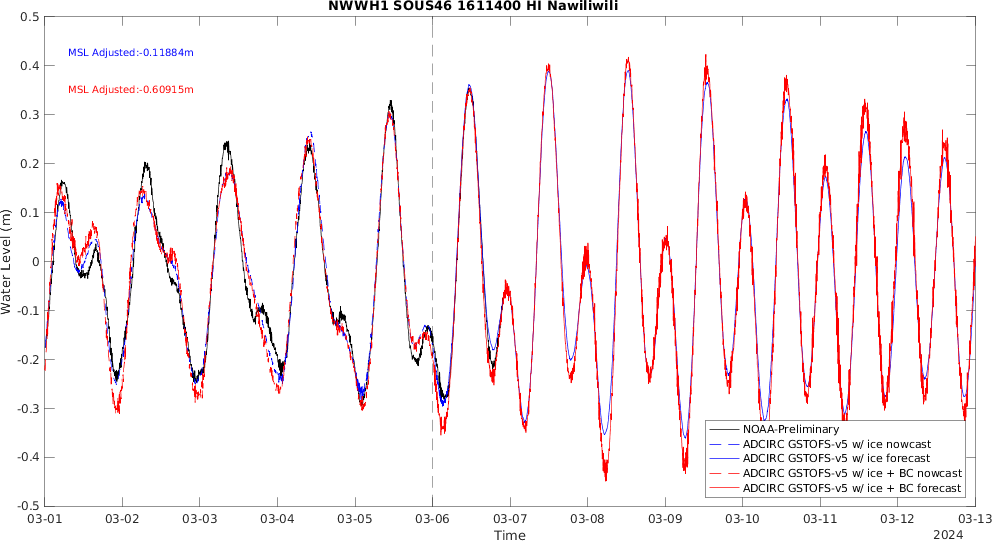 NWWH1 SOUS46 1611400 HI Nawiliwili
MSL Adjusted:-0.11884m
MSL Adjusted:-0.60915m
Water Level (m)
0.5
0.4
0.3
0.2
0.1
0
-0.1
-0.2
-0.3
-0.4
-0.5
NOAA-Preliminary
ADCIRC GSTOFS-v5 w/ ice nowcast
ADCIRC GSTOFS-v5 w/ ice forecast
ADCIRC GSTOFS-v5 w/ ice + BC nowcast
ADCIRC GSTOFS-v5 w/ ice + BC forecast
03-01 03-02 03-03 03-04 03-05 03-06 03-07 03-08 03-09 03-10 03-11 03-12 03-13
Time
2024